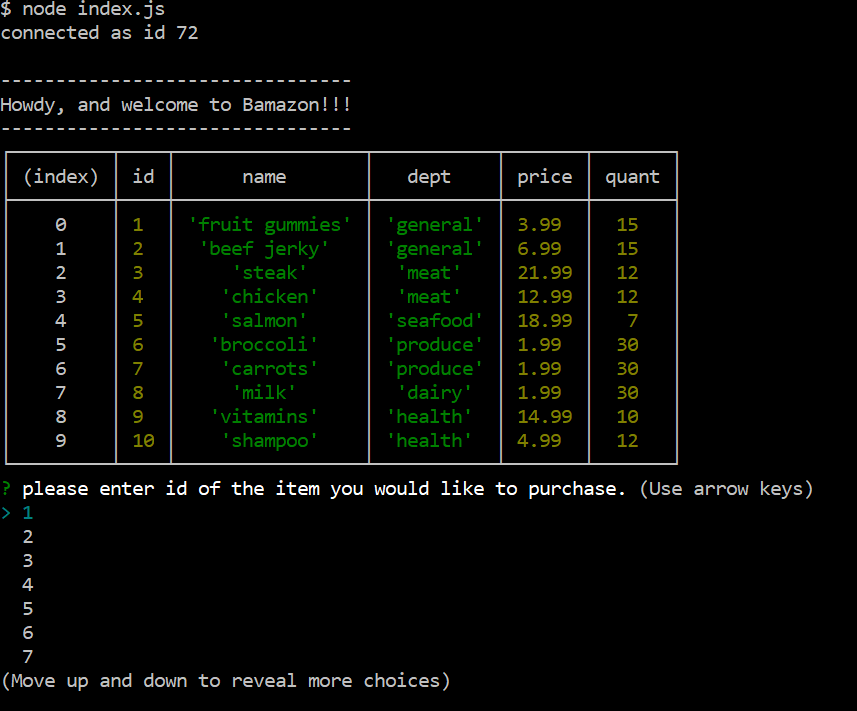 $ node index.js
connected as id 72
--------------------------------
Howdy, and welcome to Bamazon!!!
--------------------------------
(index) id name dept price quant
0 1 'fruit gummies' 'general' 3.99 15
1 2 'beef jerky' 'general' 6.99 15
2 3 'steak' 'meat' 21.99 12
3 4 'chicken' 'meat' 12.99 12
4 5 'salmon' 'seafood' 18.99 7
5 6 'broccoli' 'produce' 1.99 30
6 7 'carrots' 'produce' 1.99 30
7 8 'milk' 'dairy' 1.99 30
8 9 'vitamins' 'health' 14.99 10
9 10 'shampoo' 'health' 4.99 12
? please enter id of the item you would like to purchase. (Use arrow keys)
> 1
2
3
4
5
6
7
(Move up and down to reveal more choices)